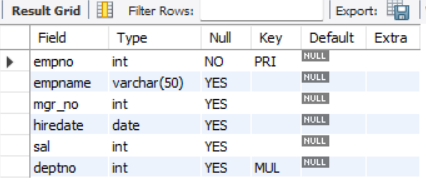 Result Grid Filter Rows: Export:
Field Type Null Key Default Extra
empno int NO PRI NULL
empname varchar(50) YES NULL
mgr_no int YES NULL
hiredate date YES NULL
sal int YES NULL
deptno int YES MUL NULL